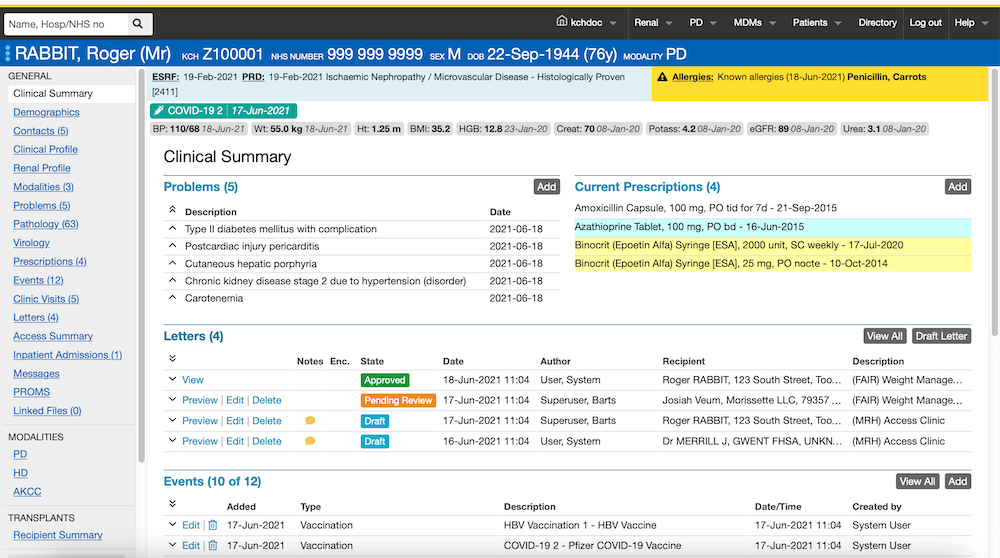 Name, Hosp/NHS no kchdoc Renal PD MDMs Patients Directory Log out Help
RABBIT, Roger (Mr) KCH Z100001 NHS NUMBER 999 999 9999 SEX M DOB 22-Sep-1944 (76y) MODALITY PD
GENERAL
Clinical Summary
Demographics
Contacts (5)
Clinical Profile
Renal Profile
Modalities (3)
Problems (5)
Pathology (63)
Virology
Prescriptions (4)
Events (12)
Clinic Visits (5)
Letters (4)
Access Summary
Inpatient Admissions (1)
Messages
PROMS
Linked Files (0)
MODALITIES
PD
HD
AKCC
TRANSPLANTS
Recipient Summary
ESRF: 19-Feb-2021 PRD: 19-Feb-2021 Ischaemic Nephropathy / Microvascular Disease - Histologically Proven
[2411]
Allergies: Known allergies (18-Jun-2021) Penicillin, Carrots
COVID-19 2 | 17-Jun-2021
BP: 110/68 18-Jun-21 Wt: 55.0 kg 18-Jun-21 Ht: 1.25 m BMI: 35.2 HGB: 12.8 23-Jan-20 Creat: 70 08-Jan-20 Potass: 4.2 08-Jan-20 eGFR: 89 08-Jan-20 Urea: 3.1 08-Jan-20
Clinical Summary
Problems (5) Add
Description Date
Type II diabetes mellitus with complication 2021-06-18
Postcardiac injury pericarditis 2021-06-18
Cutaneous hepatic porphyria 2021-06-18
Chronic kidney disease stage 2 due to hypertension (disorder) 2021-06-18
Carotenemia 2021-06-18
Current Prescriptions (4) Add
Amoxicillin Capsule, 100 mg, PO tid for 7d - 21-Sep-2015
Azathioprine Tablet, 100 mg, PO bd - 16-Jun-2015
Binocrit (Epoetin Alfa) Syringe [ESA], 2000 unit, SC weekly - 17-Jul-2020
Binocrit (Epoetin Alfa) Syringe [ESA], 25 mg, PO nocte - 10-Oct-2014
Letters (4) View All Draft Letter
Notes Enc. State Date Author Recipient Description
View Approved 18-Jun-2021 11:04 User, System Roger RABBIT, 123 South Street, Too... (FAIR) Weight Manage...
Preview | Edit | Delete Pending Review 17-Jun-2021 11:04 Superuser, Barts Josiah Veum, Morissette LLC, 79357 ... (FAIR) Weight Manage...
Preview | Edit | Delete Draft 17-Jun-2021 11:04 Superuser, Barts Roger RABBIT, 123 South Street, Too... (MRH) Access Clinic
Preview | Edit | Delete Draft 16-Jun-2021 11:04 User, System Dr MERRILL J, GWENT FHSA, UNKN... (MRH) Access Clinic
Events (10 of 12) View All Add
Added Type Description Date/Time Created by
Edit | 17-Jun-2021 Vaccination HBV Vaccination 1 - HBV Vaccine 17-Jun-2021 11:04 System User
Edit | 17-Jun-2021 Vaccination COVID-19 2 - Pfizer COVID-19 Vaccine 17-Jun-2021 11:04 System User